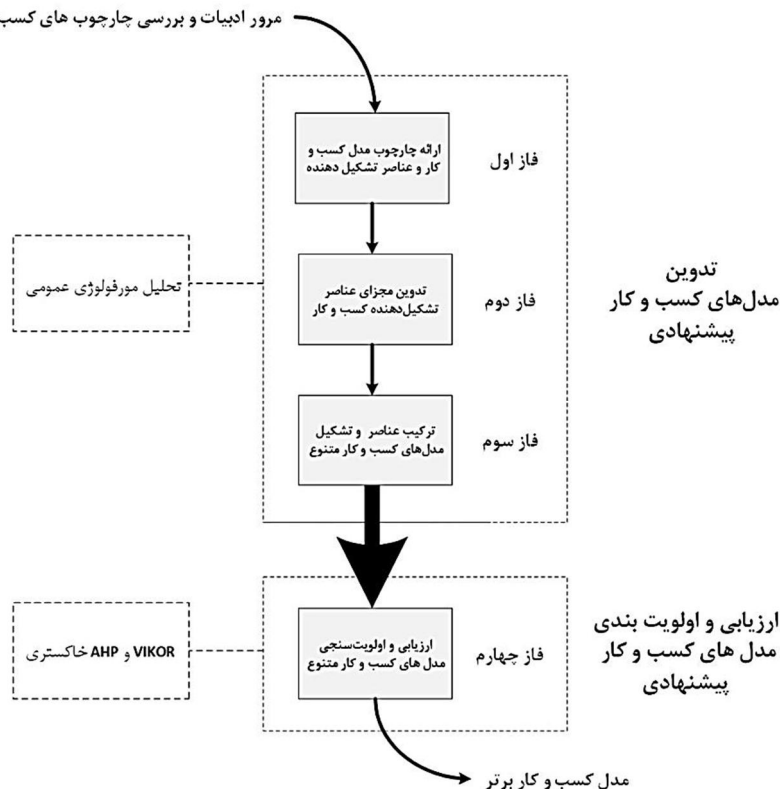 مرور ادبیات و بررسی چارچوب های کسب
ارائه چارچوب مدل کسب و
کار و عناصر تشکیل دهنده
فاز اول
تدوین مجزای عناصر
تشکیل‌دهنده کسب و کار
فاز دوم
ترکیب عناصر و تشکیل
مدل‌های کسب و کار متنوع
فاز سوم
تدوین
مدل‌های کسب و کار
پیشنهادی
تحلیل مورفولوژی عمومی
ارزیابی و اولویت‌سنجی
مدل های کسب و کار متنوع
فاز چهارم
ارزیابی و اولویت بندی
مدل های کسب و کار
پیشنهادی
VIKOR و AHP خاکستری
مدل کسب و کار برتر